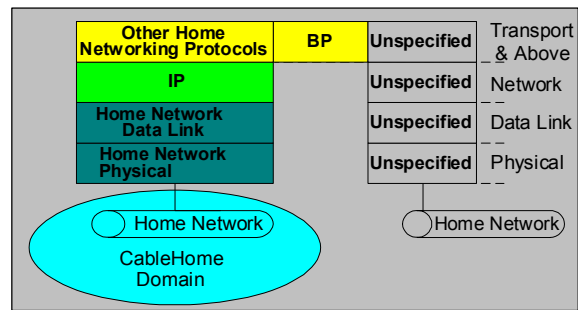 Other Home
Networking Protocols
BP
Unspecified
Transport
& Above
IP
Unspecified
Network
Home Network
Data Link
Unspecified
Data Link
Home Network
Physical
Unspecified
Physical
Home Network
Home Network
CableHome
Domain